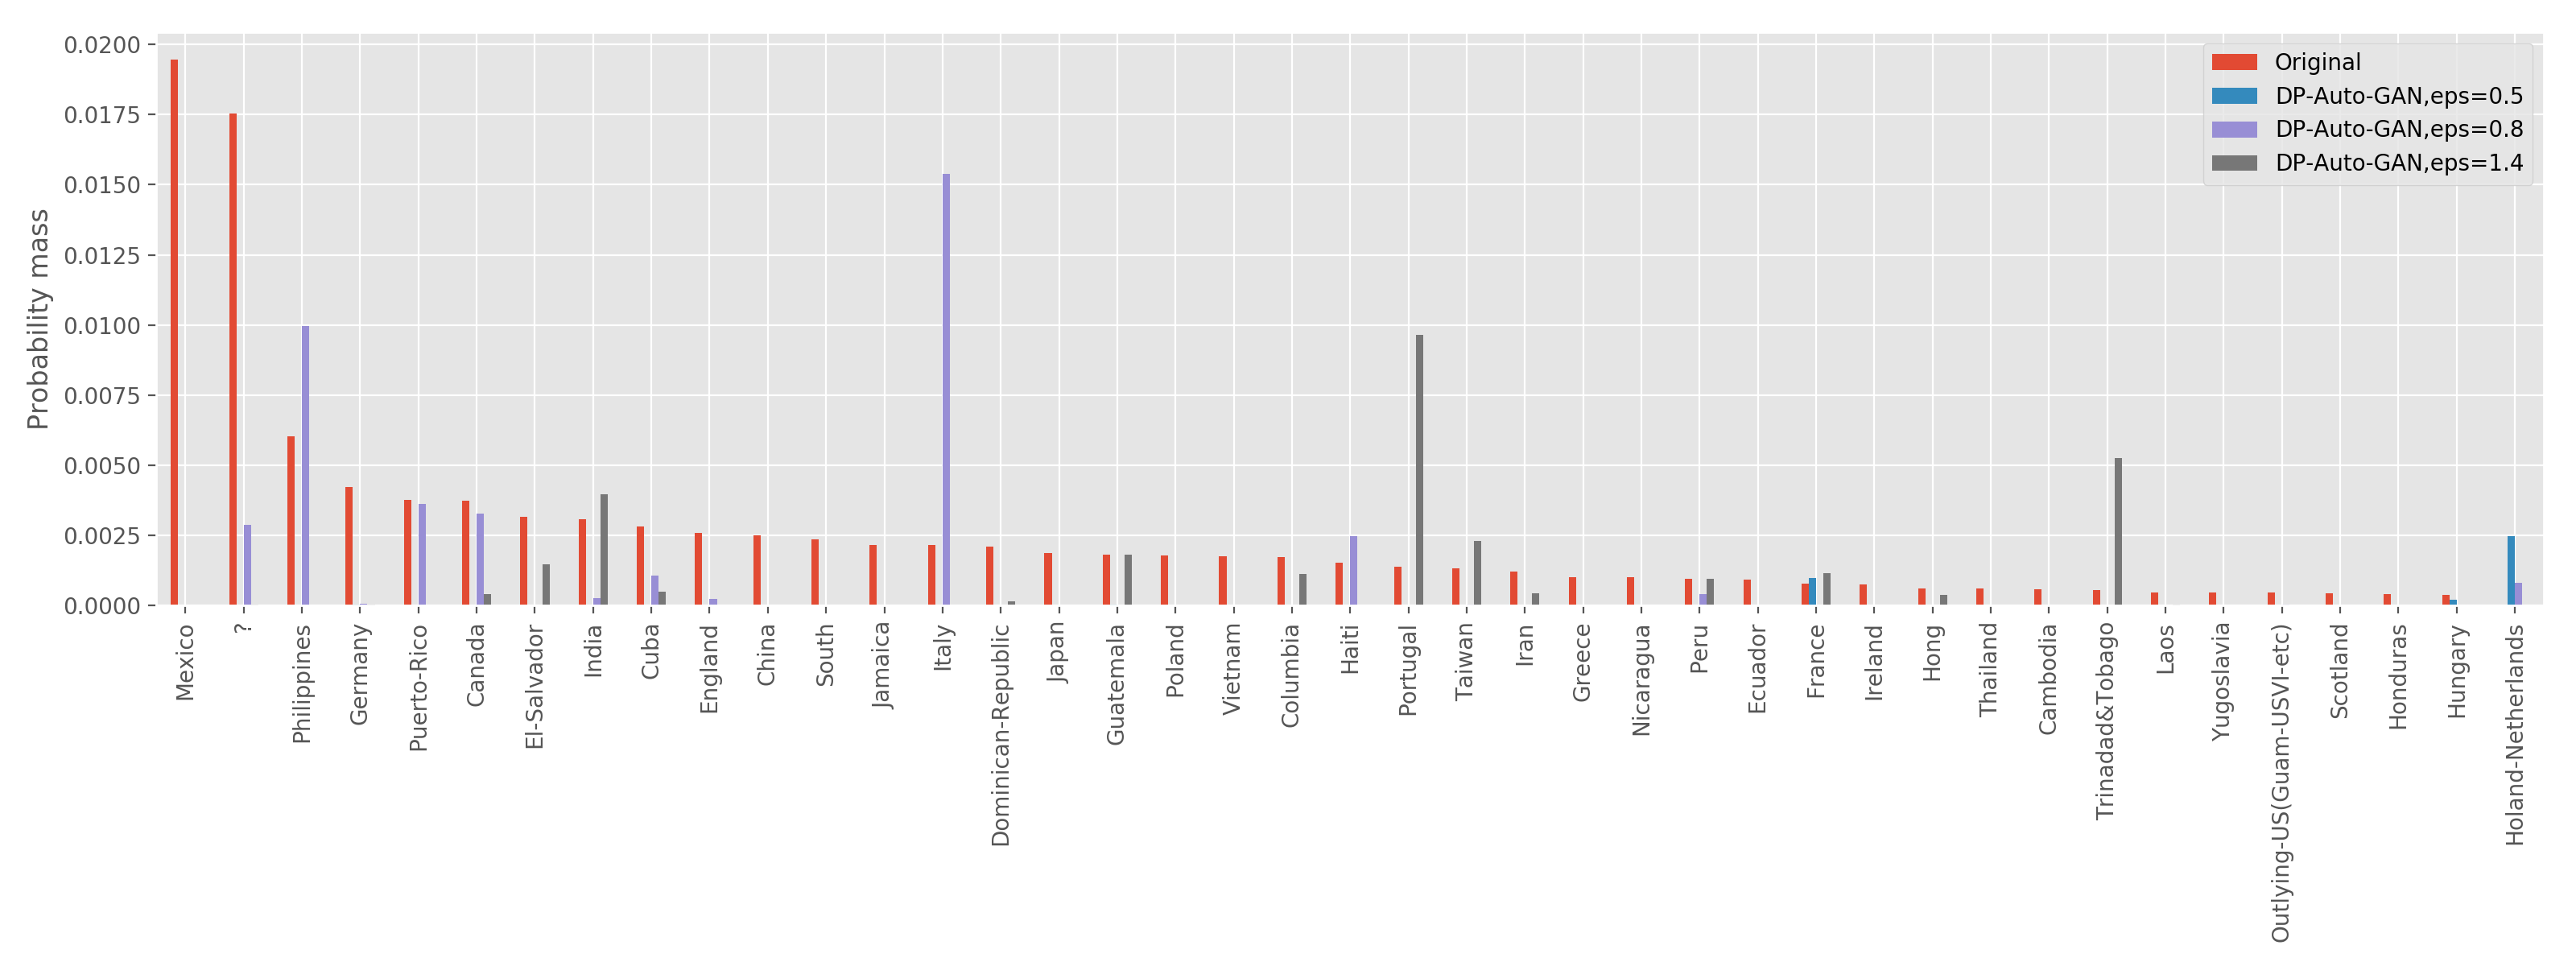 Probability mass
0.0200
0.0175
0.0150
0.0125
0.0100
0.0075
0.0050
0.0025
0.0000
Original
DP-Auto-GAN,eps=0.5
DP-Auto-GAN,eps=0.8
DP-Auto-GAN,eps=1.4
Mexico
?
Philippines
Germany
Puerto-Rico
Canada
El-Salvador
India
Cuba
England
China
South
Jamaica
Italy
Dominican-Republic
Japan
Guatemala
Poland
Vietnam
Columbia
Haiti
Portugal
Taiwan
Iran
Greece
Nicaragua
Peru
Ecuador
France
Ireland
Hong
Thailand
Cambodia
Trinadad&Tobago
Laos
Yugoslavia
Outlying-US(Guam-USVI-etc)
Scotland
Honduras
Hungary
Holand-Netherlands